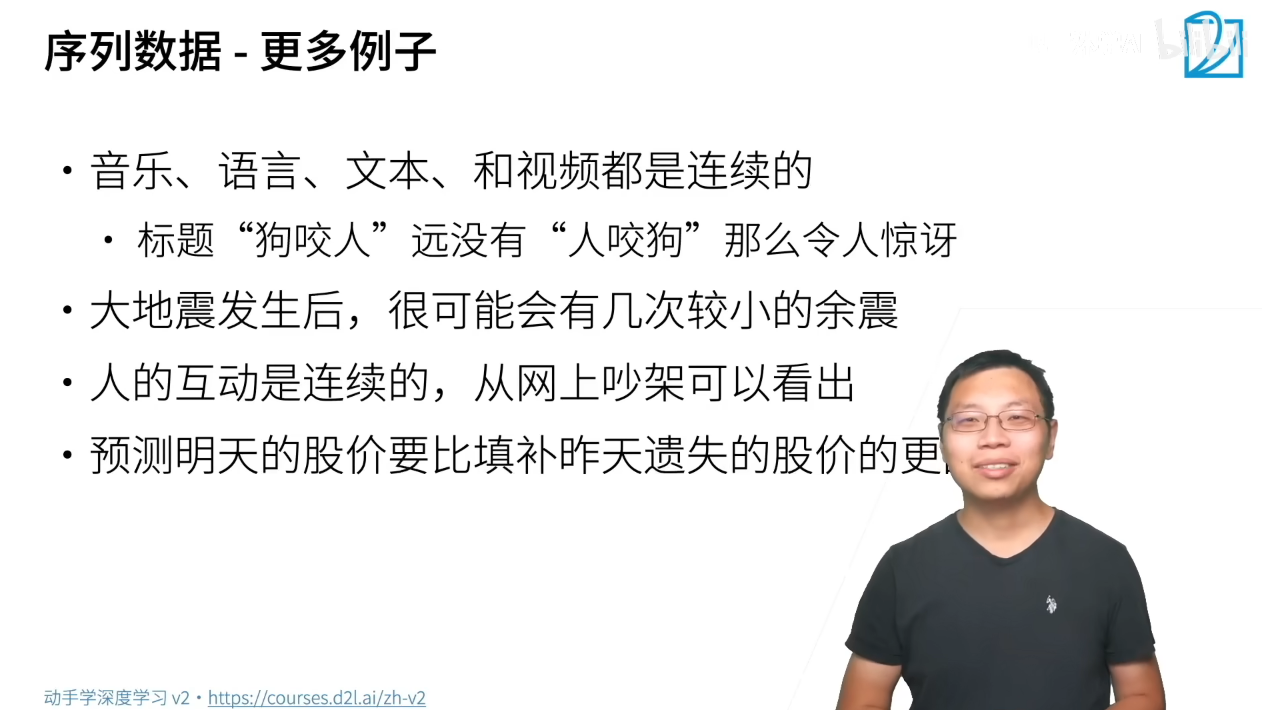 序列数据 - 更多例子
bilibili
• 音乐、语言、文本、和视频都是连续的
• 标题“狗咬人”远没有“人咬狗”那么令人惊讶
• 大地震发生后，很可能会有几次较小的余震
• 人的互动是连续的，从网上吵架可以看出
• 预测明天的股价要比填补昨天遗失的股价的更
动手学深度学习 v2 • https://courses.d2l.ai/zh-v2